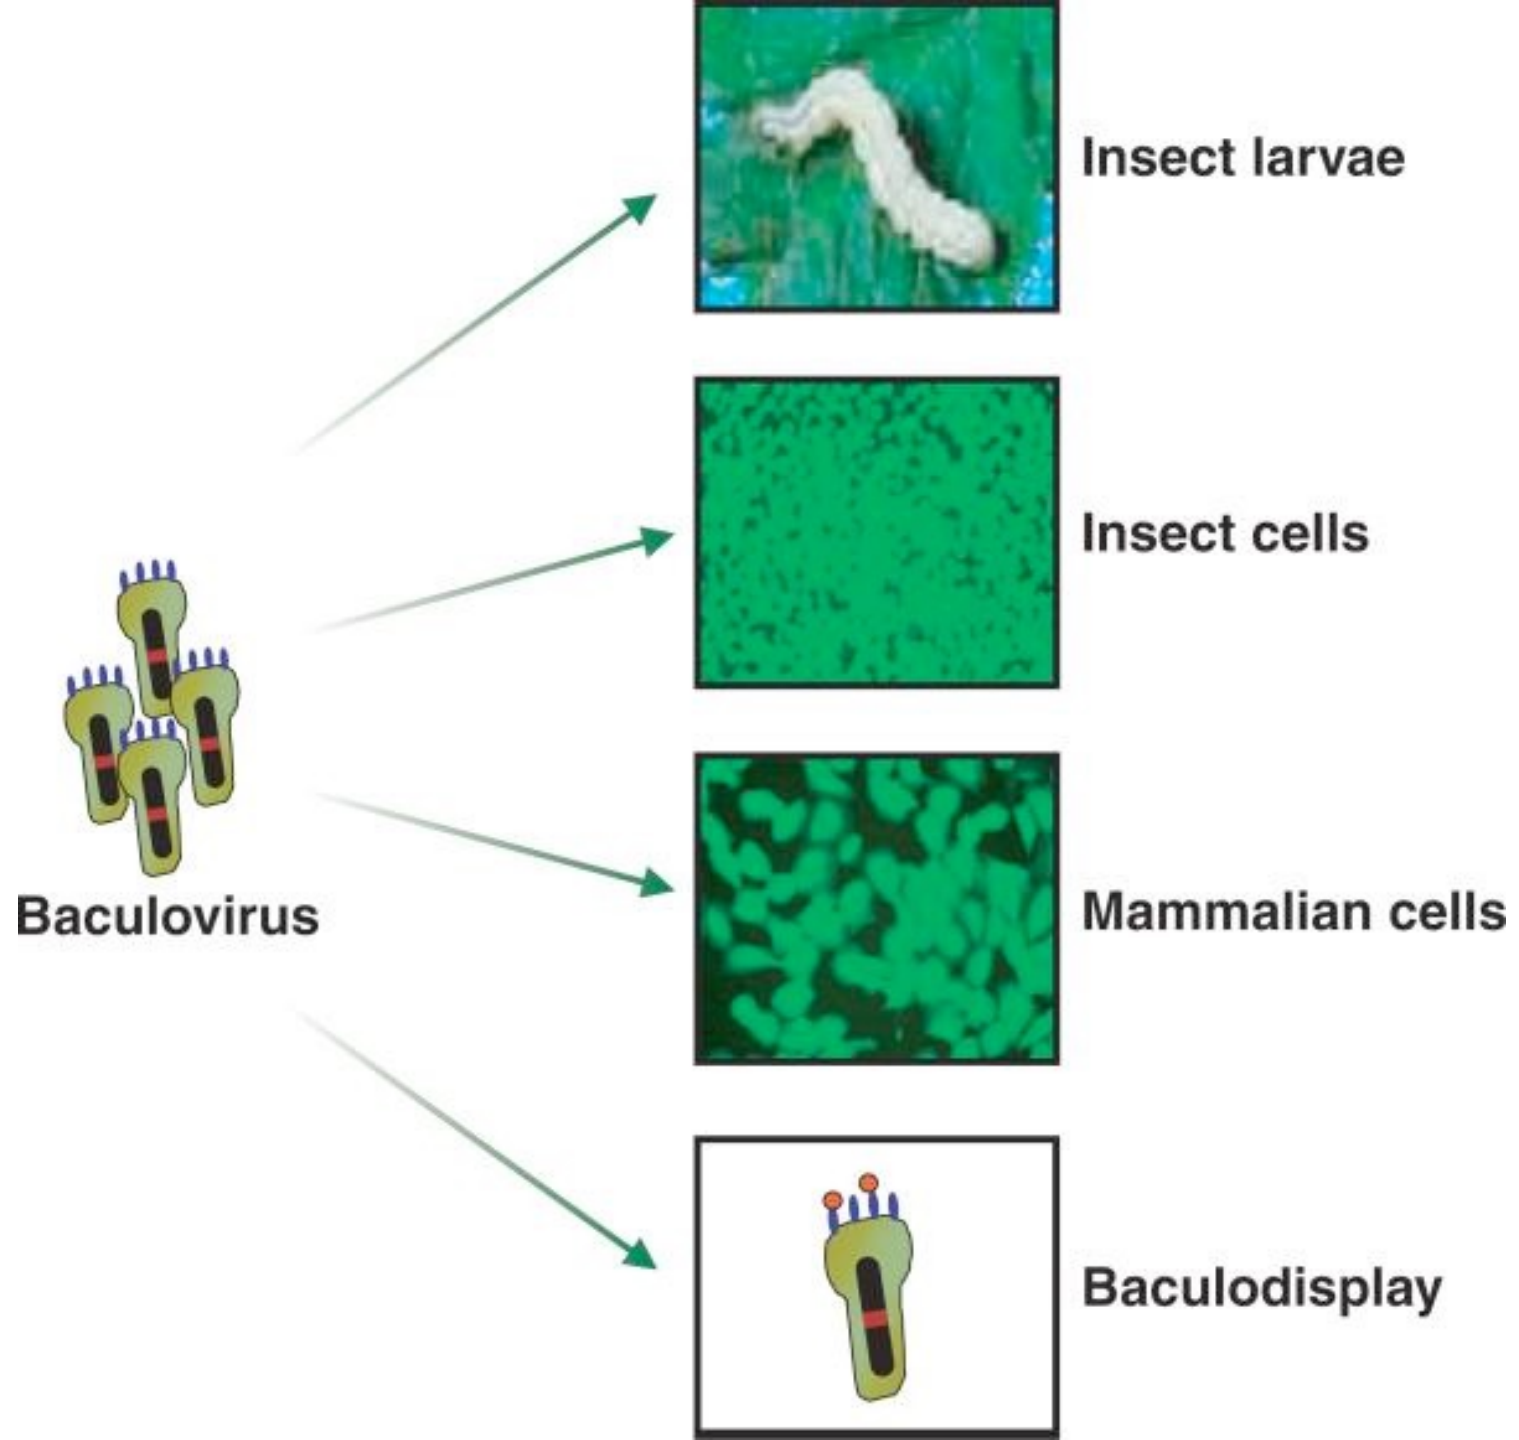 Insect larvae
Insect cells
Baculovirus
Mammalian cells
Baculodisplay